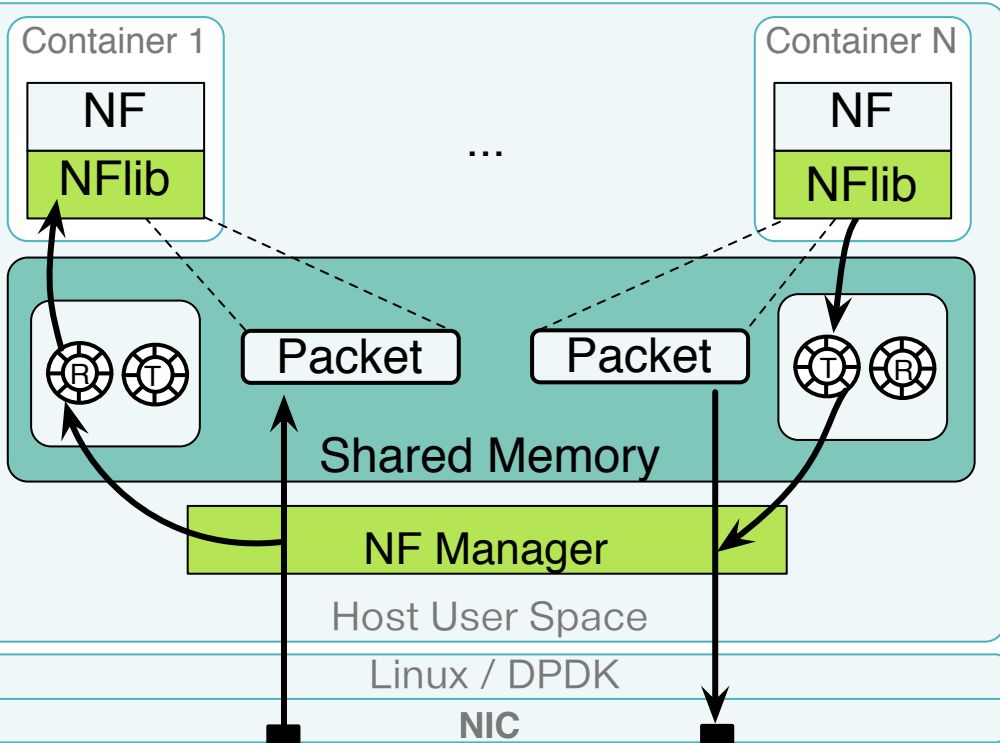 Container 1
Container N
NF
NF
...
NFlib
NFlib
Packet
Packet
R
T
T
R
Shared Memory
NF Manager
Host User Space
Linux / DPDK
NIC